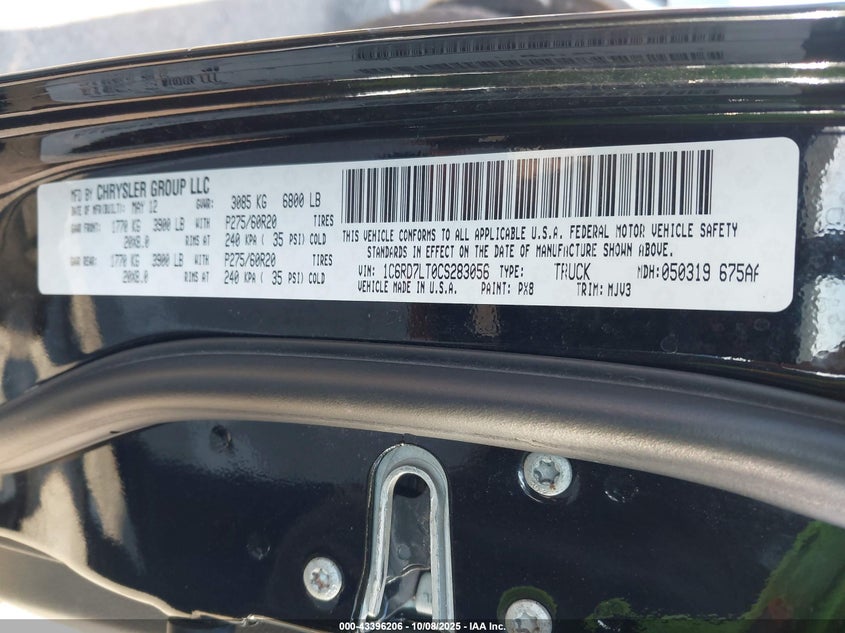 MFD BY CHRYSLER GROUP LLC
DATE OF MFR(BUILT): MAY 12 GVWR: 3085 KG 6800 LB
GAWR FRONT: 1770 KG 3900 LB WITH P275/60R20 TIRES
20X8.0 RIMS AT 240 KPA ( 35 PSI) COLD
GAWR REAR: 1770 KG 3900 LB WITH P275/60R20 TIRES
20X8.0 RIMS AT 240 KPA ( 35 PSI) COLD
THIS VEHICLE CONFORMS TO ALL APPLICABLE U.S.A. FEDERAL MOTOR VEHICLE SAFETY
STANDARDS IN EFFECT ON THE DATE OF MANUFACTURE SHOWN ABOVE.
VIN: 1C6RD7LT0CS283056 TYPE: TRUCK MDH: 050319 675AA
VEHICLE MADE IN U.S.A. PAINT: PX8 TRIM: MJV3
000-43396206 - 10/08/2025 - IAA Inc.